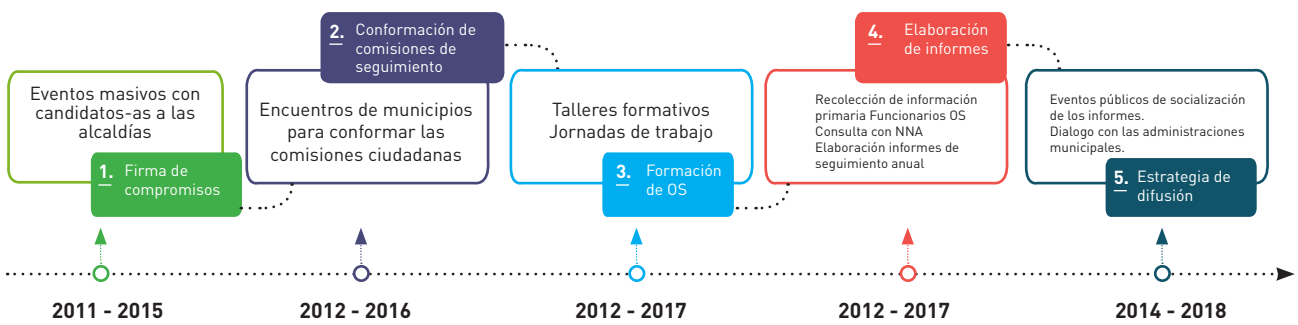 Eventos masivos con
candidatos-as a las
alcaldías
1. Firma de
compromisos
2. Conformación de
comisiones de
seguimiento
Encuentros de municipios
para conformar las
comisiones ciudadanas
Talleres formativos
Jornadas de trabajo
3. Formación
de OS
4. Elaboración
de informes
Recolección de información
primaria Funcionarios OS
Consulta con NNA
Elaboración informes de
seguimiento anual
Eventos públicos de socialización
de los informes.
Dialogo con las administraciones
municipales.
5. Estrategia de
difusión
2011 - 2015
2012 - 2016
2012 - 2017
2012 - 2017
2014 - 2018